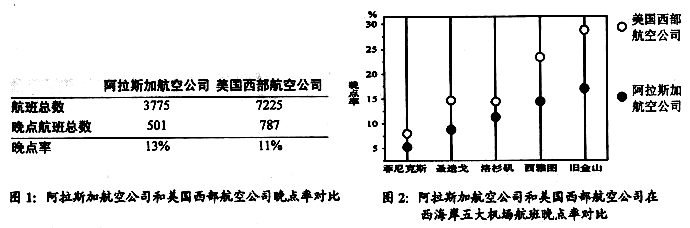 阿拉斯加航空公司 美国西部航空公司
航班总数 3775 7225
晚点航班总数 501 787
晚点率 13% 11%
图1: 阿拉斯加航空公司和美国西部航空公司晚点率对比
%
30
25
20
15
10
5
晚点率
菲尼克斯 圣迭戈 洛杉矶 西雅图 旧金山
美国西部
航空公司
阿拉斯加
航空公司
图2: 阿拉斯加航空公司和美国西部航空公司在
西海岸五大机场航班晚点率对比